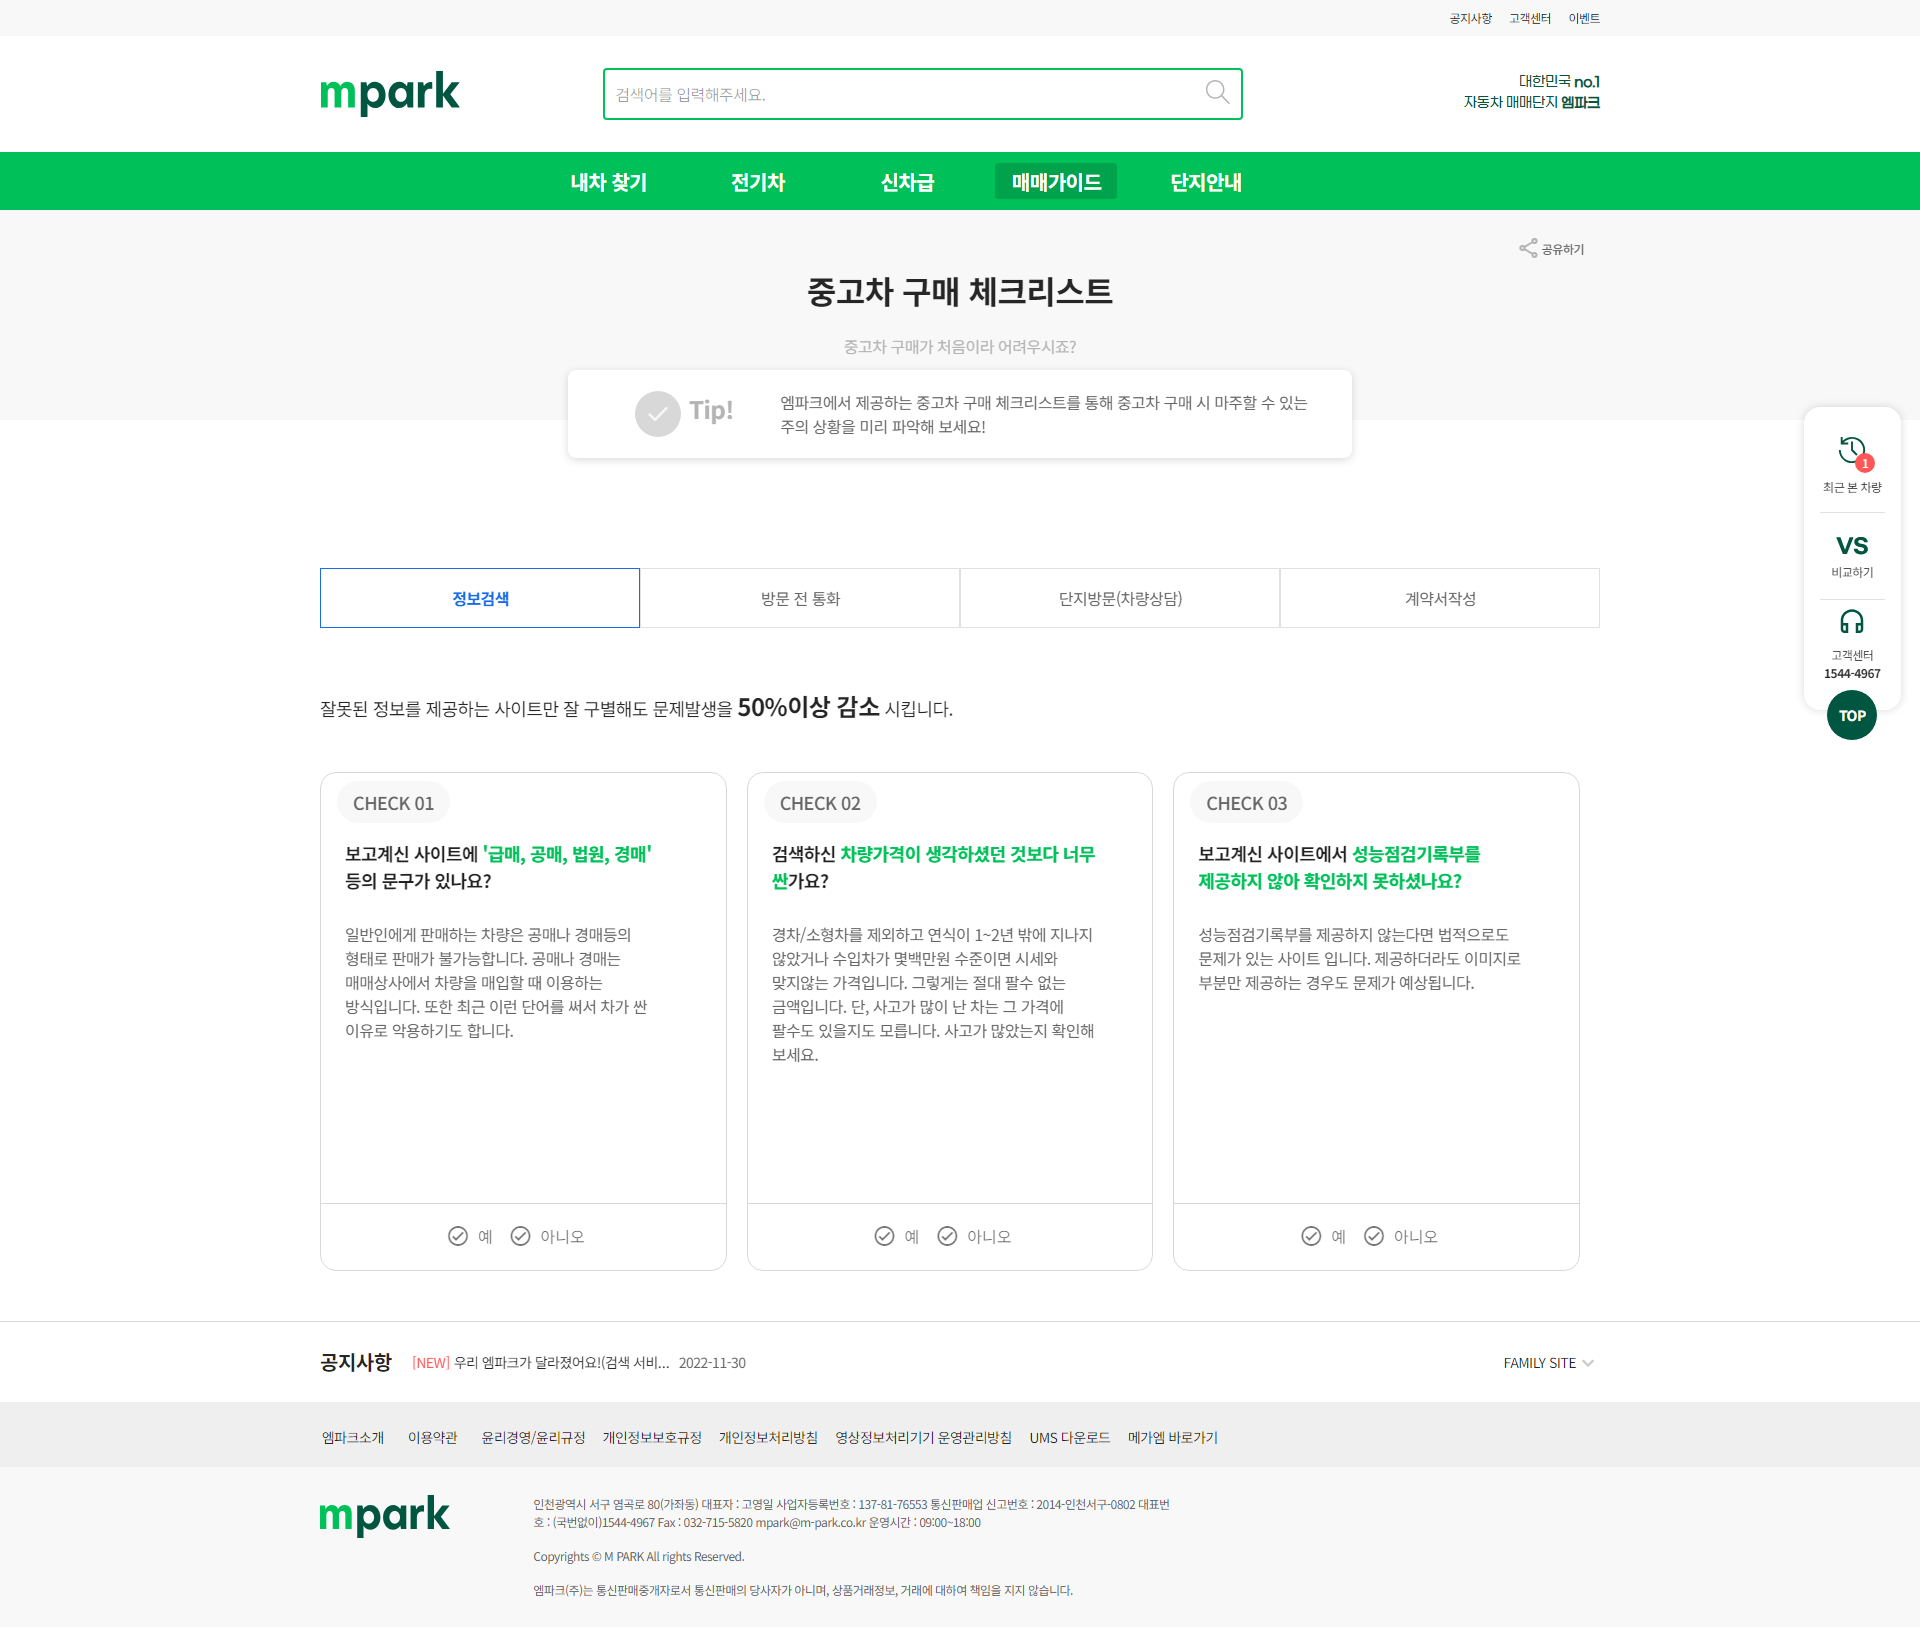 공지사항 고객센터 이벤트
mpark
검색어를 입력해주세요.
대한민국 no.1
자동차 매매단지 엠파크
내차 찾기 전기차 신차급 매매가이드 단지안내
공유하기
중고차 구매 체크리스트
중고차 구매가 처음이라 어려우시죠?
Tip!
엠파크에서 제공하는 중고차 구매 체크리스트를 통해 중고차 구매 시 마주할 수 있는
주의 상황을 미리 파악해 보세요!
1
최근 본 차량
VS
비교하기
고객센터
1544-4967
TOP
정보검색 방문 전 통화 단지방문(차량상담) 계약서작성
잘못된 정보를 제공하는 사이트만 잘 구별해도 문제발생을 50%이상 감소 시킵니다.
CHECK 01
보고계신 사이트에 '급매, 공매, 법원, 경매'
등의 문구가 있나요?
일반인에게 판매하는 차량은 공매나 경매등의
형태로 판매가 불가능합니다. 공매나 경매는
매매상사에서 차량을 매입할 때 이용하는
방식입니다. 또한 최근 이런 단어를 써서 차가 싼
이유로 악용하기도 합니다.
예 아니오
CHECK 02
검색하신 차량가격이 생각하셨던 것보다 너무
싼가요?
경차/소형차를 제외하고 연식이 1~2년 밖에 지나지
않았거나 수입차가 몇백만원 수준이면 시세와
맞지않는 가격입니다. 그렇게는 절대 팔수 없는
금액입니다. 단, 사고가 많이 난 차는 그 가격에
팔수도 있을지도 모릅니다. 사고가 많았는지 확인해
보세요.
예 아니오
CHECK 03
보고계신 사이트에서 성능점검기록부를
제공하지 않아 확인하지 못하셨나요?
성능점검기록부를 제공하지 않는다면 법적으로도
문제가 있는 사이트 입니다. 제공하더라도 이미지로
부분만 제공하는 경우도 문제가 예상됩니다.
예 아니오
공지사항 [NEW] 우리 엠파크가 달라졌어요!(검색 서비... 2022-11-30 FAMILY SITE
엠파크소개 이용약관 윤리경영/윤리규정 개인정보보호규정 개인정보처리방침 영상정보처리기기 운영관리방침 UMS 다운로드 메가엠 바로가기
mpark
인천광역시 서구 염곡로 80(가좌동) 대표자 : 고영일 사업자등록번호 : 137-81-76553 통신판매업 신고번호 : 2014-인천서구-0802 대표번
호 : (국번없이)1544-4967 Fax : 032-715-5820 mpark@m-park.co.kr 운영시간 : 09:00~18:00
Copyrights © M PARK All rights Reserved.
엠파크(주)는 통신판매중개자로서 통신판매의 당사자가 아니며, 상품거래정보, 거래에 대하여 책임을 지지 않습니다.